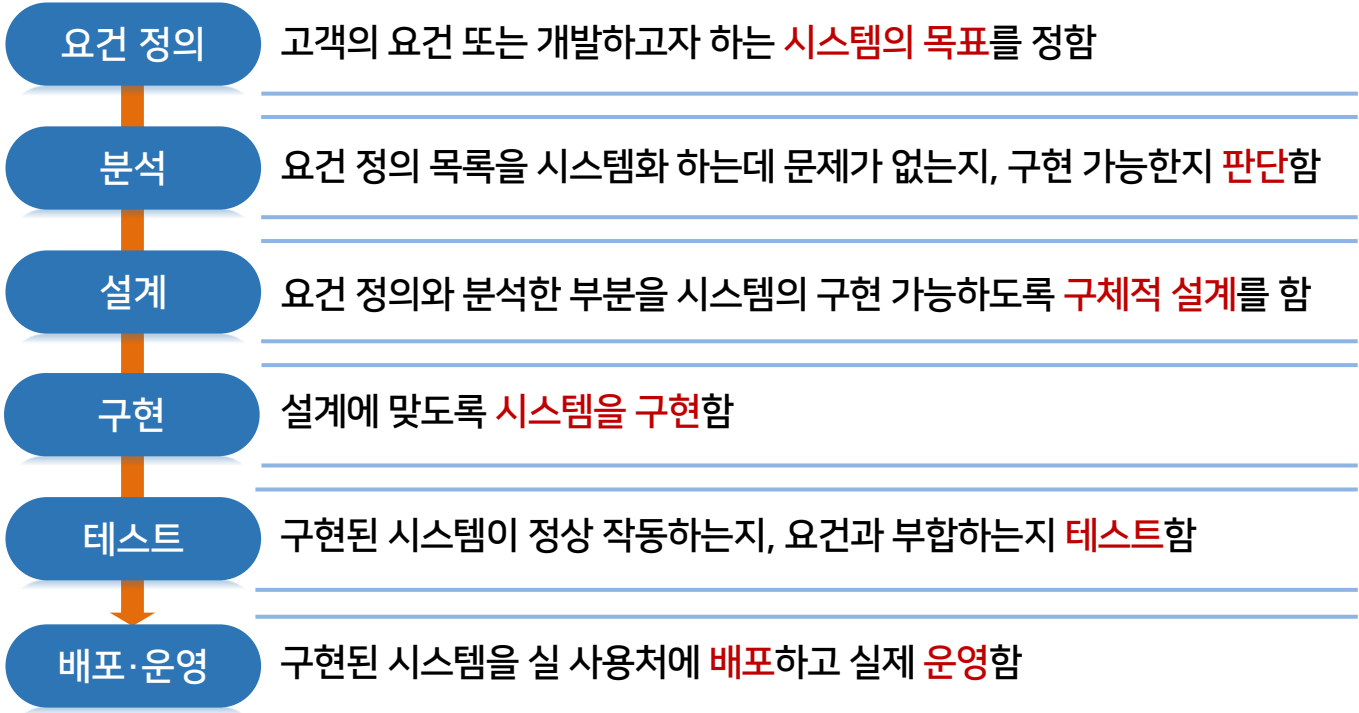 요건 정의
고객의 요건 또는 개발하고자 하는 시스템의 목표를 정함
분석
요건 정의 목록을 시스템화 하는데 문제가 없는지, 구현 가능한지 판단함
설계
요건 정의와 분석한 부분을 시스템의 구현 가능하도록 구체적 설계를 함
구현
설계에 맞도록 시스템을 구현함
테스트
구현된 시스템이 정상 작동하는지, 요건과 부합하는지 테스트함
배포·운영
구현된 시스템을 실 사용처에 배포하고 실제 운영함